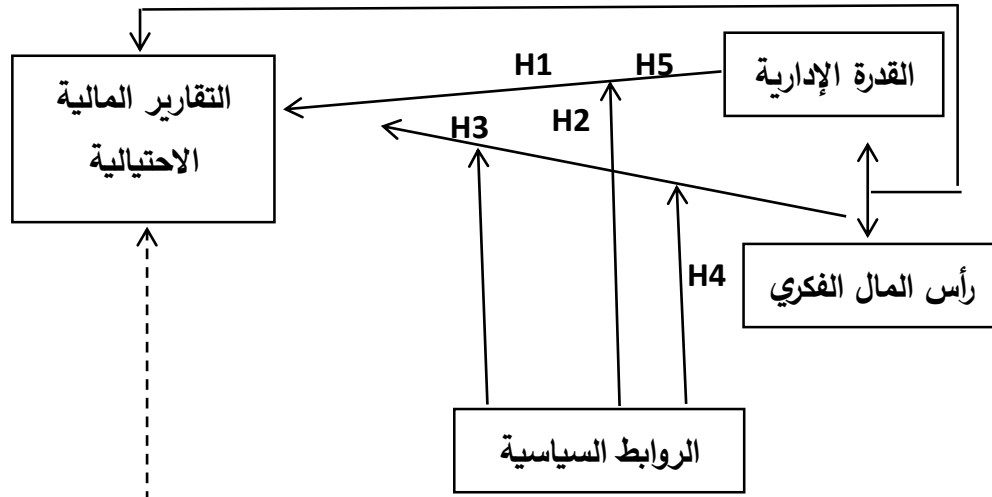 القدرة الإدارية
التقارير المالية
الاحتيالية
H1
H5
H2
H3
رأس المال الفكري
H4
الروابط السياسية